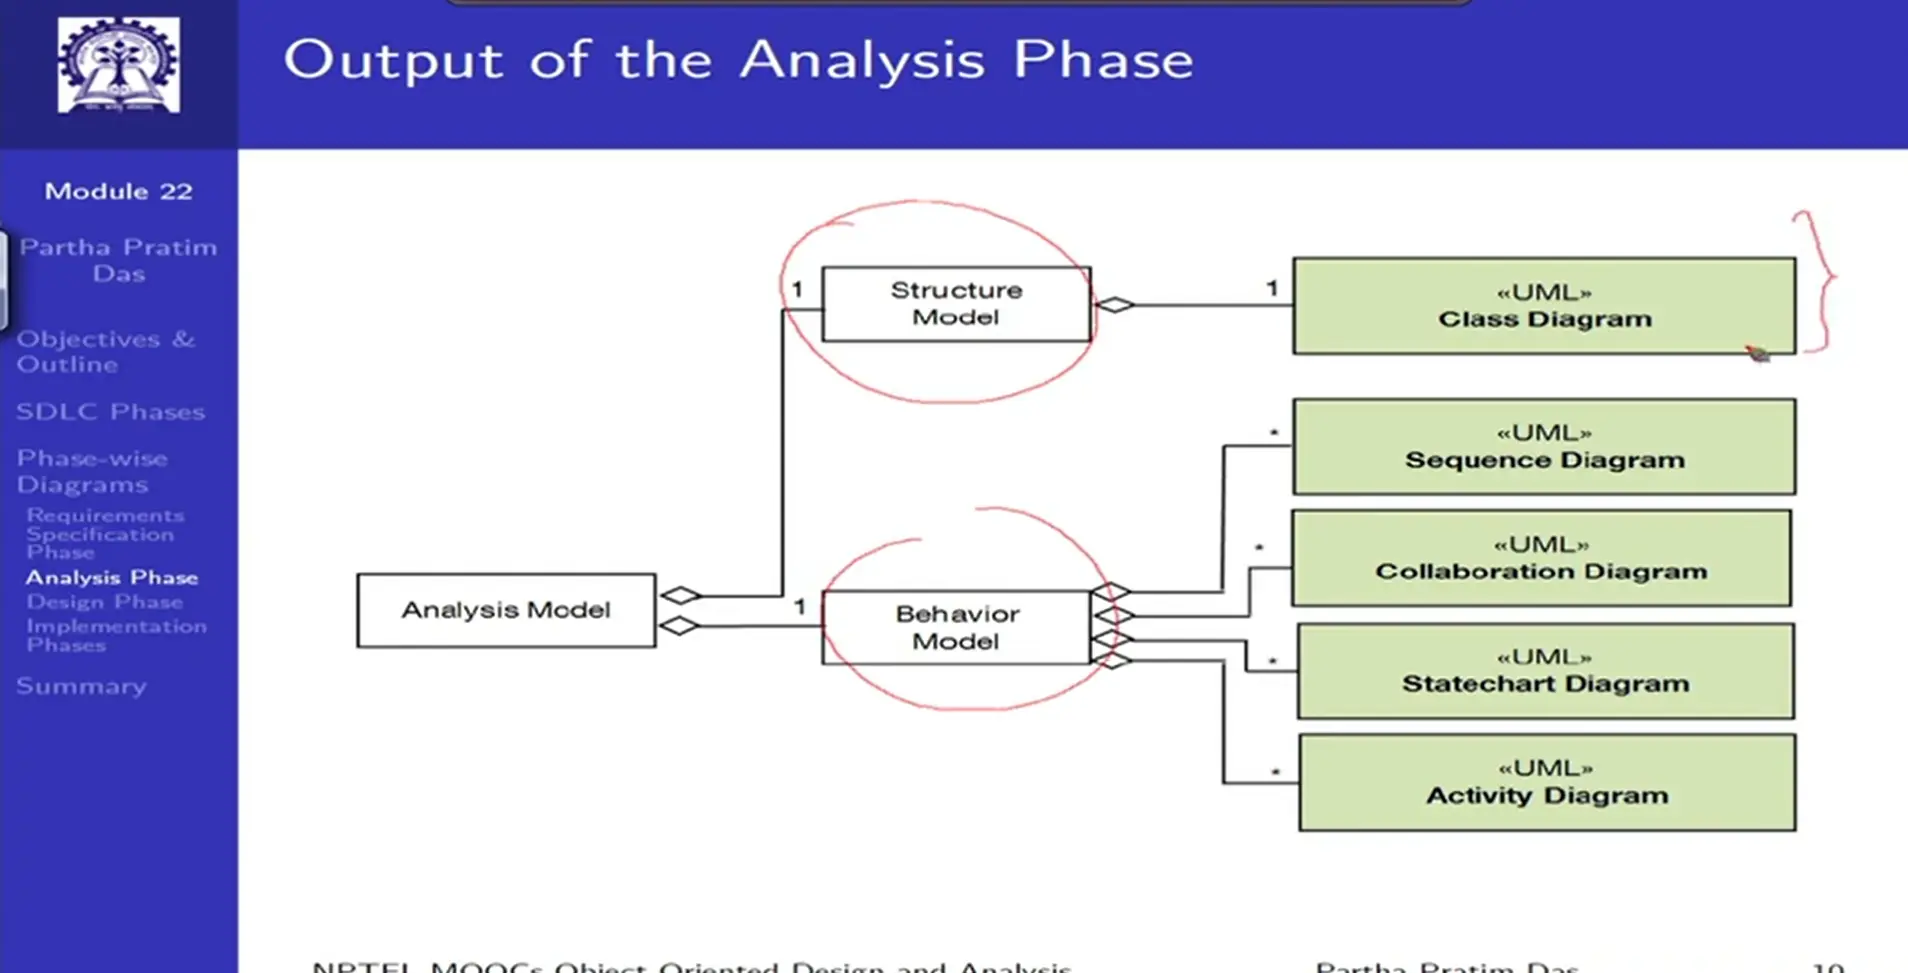 Output of the Analysis Phase
Module 22
Partha Pratim
Das
Objectives &
Outline
SDLC Phases
Phase-wise
Diagrams
Requirements
Specification
Phase
Analysis Phase
Design Phase
Implementation
Phases
Summary
1
Structure
Model
1
«UML»
Class Diagram
*
«UML»
Sequence Diagram
*
«UML»
Collaboration Diagram
Analysis Model
1
Behavior
Model
*
«UML»
Statechart Diagram
*
«UML»
Activity Diagram
NPTEL MOOCs Object Oriented Design and Analysis
Partha Pratim Das